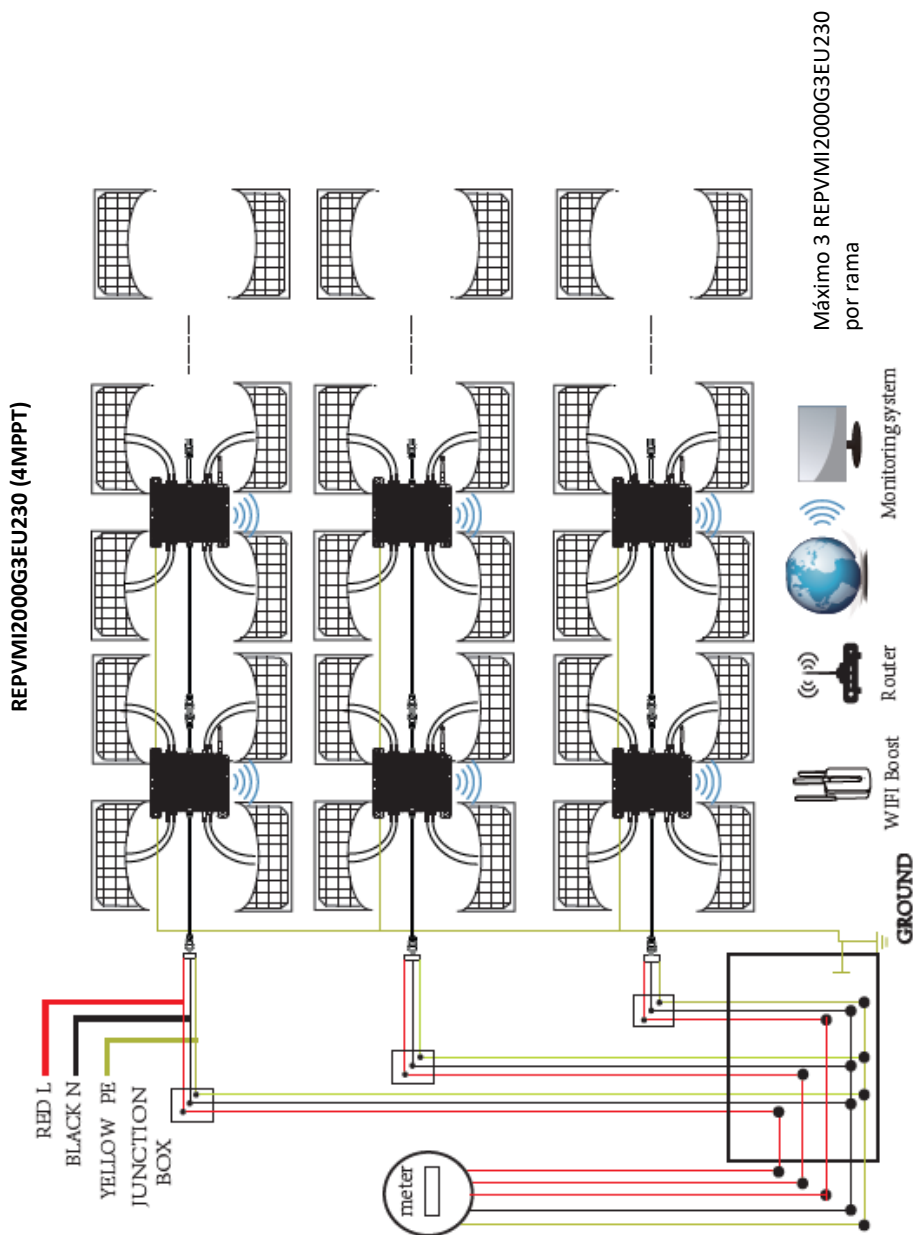 REPVMI2000G3EU230 (4MPPT)
RED L
BLACK N
YELLOW PE
JUNCTION
BOX
meter
GROUND
WIFI Boost
Router
Monitoring system
Máximo 3 REPVMI2000G3EU230
por rama